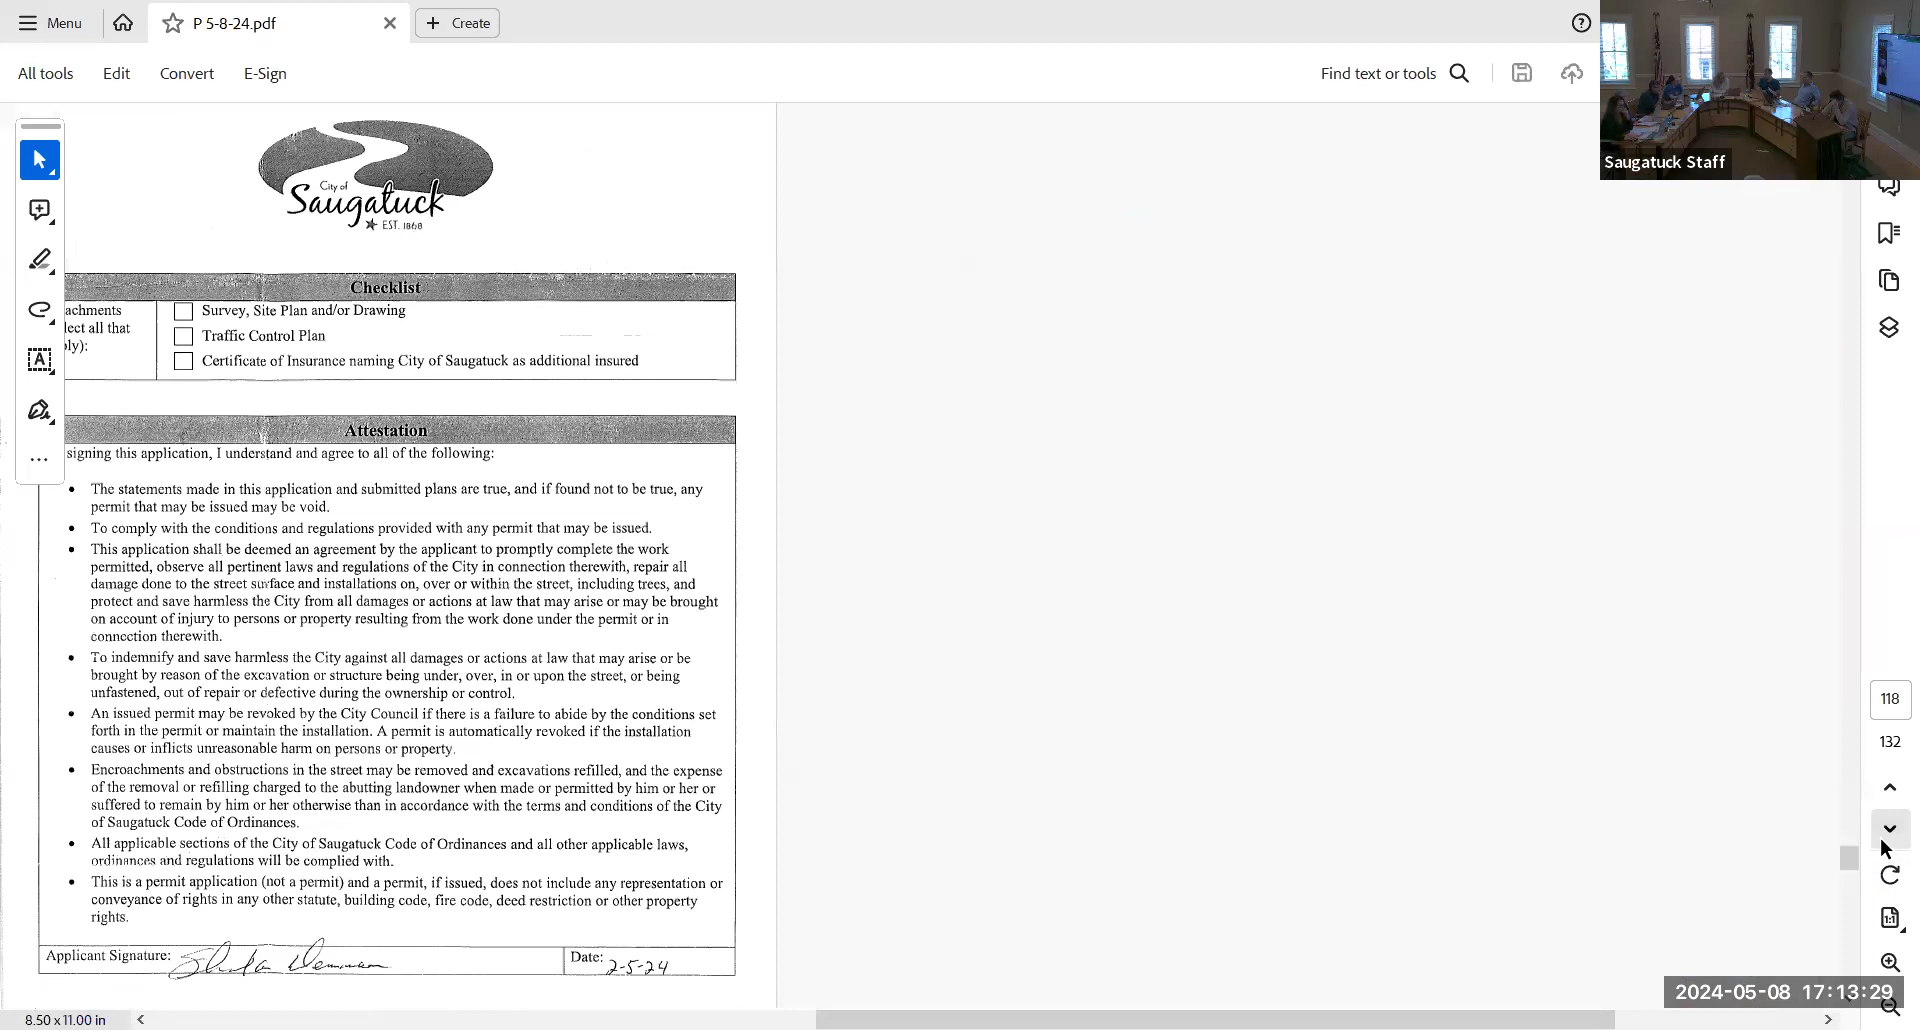 Menu
P 5-8-24.pdf
Create
All tools
Edit
Convert
E-Sign
Find text or tools
Saugatuck Staff
City of
Saugatuck
EST. 1868
Checklist
achments
lect all that
ply):
Survey, Site Plan and/or Drawing
Traffic Control Plan
Certificate of Insurance naming City of Saugatuck as additional insured
Attestation
signing this application, I understand and agree to all of the following:
• The statements made in this application and submitted plans are true, and if found not to be true, any
permit that may be issued may be void.
• To comply with the conditions and regulations provided with any permit that may be issued.
• This application shall be deemed an agreement by the applicant to promptly complete the work
permitted, observe all pertinent laws and regulations of the City in connection therewith, repair all
damage done to the street surface and installations on, over or within the street, including trees, and
protect and save harmless the City from all damages or actions at law that may arise or may be brought
on account of injury to persons or property resulting from the work done under the permit or in
connection therewith.
• To indemnify and save harmless the City against all damages or actions at law that may arise or be
brought by reason of the excavation or structure being under, over, in or upon the street, or being
unfastened, out of repair or defective during the ownership or control.
• An issued permit may be revoked by the City Council if there is a failure to abide by the conditions set
forth in the permit or maintain the installation. A permit is automatically revoked if the installation
causes or inflicts unreasonable harm on persons or property.
• Encroachments and obstructions in the street may be removed and excavations refilled, and the expense
of the removal or refilling charged to the abutting landowner when made or permitted by him or her or
suffered to remain by him or her otherwise than in accordance with the terms and conditions of the City
of Saugatuck Code of Ordinances.
• All applicable sections of the City of Saugatuck Code of Ordinances and all other applicable laws,
ordinances and regulations will be complied with.
• This is a permit application (not a permit) and a permit, if issued, does not include any representation or
conveyance of rights in any other statute, building code, fire code, deed restriction or other property
rights.
Applicant Signature:
Date: 2-5-24
118
132
2024-05-08 17:13:29
8.50 x 11.00 in